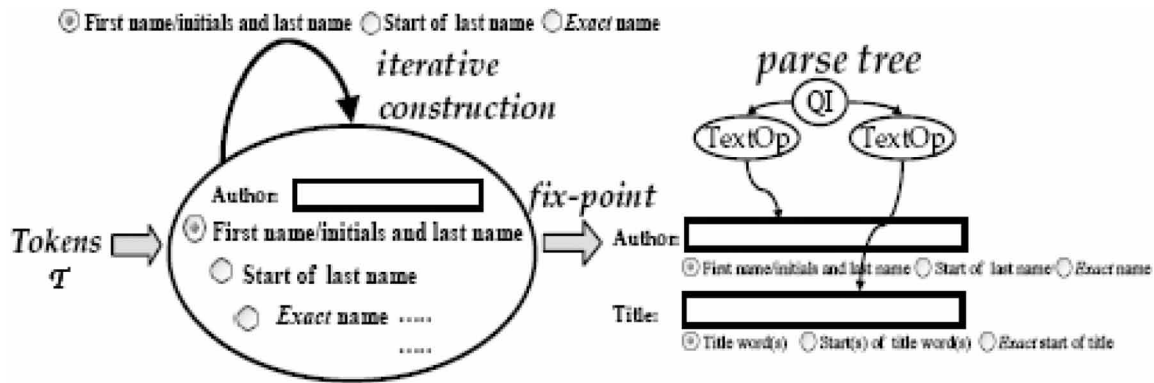 First name/initials and last name Start of last name Exact name
iterative
construction
Tokens
T
Author:
First name/initials and last name
Start of last name
Exact name .....
.....
fix-point
parse tree
QI
TextOp TextOp
Author:
First name/initials and last name Start of last name Exact name
Title:
Title word(s) Start(s) of title word(s) Exact start of title